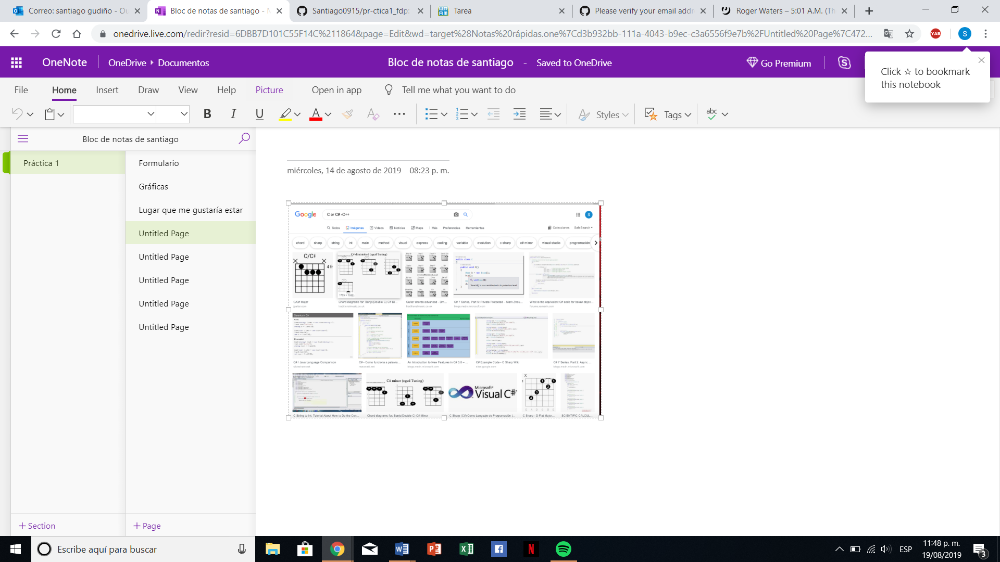 Correo: santiago gudiño - Ou
Bloc de notas de santiago - M
Santiago0915/pr-ctica1_fdp:
Tarea
Please verify your email addr
Roger Waters – 5:01 A.M. (Th
onedrive.live.com/redir?resid=6DBB7D101C55F14C%211864&page=Edit&wd=target%28Notas%20rápidas.one%7Cd3b932bb-111a-4043-b9ec-c3a6556f9e7b%2FUntitled%20Page%7C472...
YAB
S
OneNote
OneDrive
Documentos
Bloc de notas de santiago - Saved to OneDrive
Go Premium
Click ☆ to bookmark
this notebook
File Home Insert Draw View Help Picture Open in app Tell me what you want to do
B I U A Styles Tags abc
Bloc de notas de santiago
Práctica 1
Formulario
Gráficas
Lugar que me gustaría estar
Untitled Page
Untitled Page
Untitled Page
Untitled Page
Untitled Page
miércoles, 14 de agosto de 2019 08:23 p. m.
Google
C or C# -C++
S
Todos Imágenes Videos Noticias Maps Más Preferencias Herramientas Colecciones SafeSearch
chord sharp string int main method visual express coding variable evolution c sharp c# minor visual studio programación
C/C♯
4 fr
C# diminished (cgcd Tuning)
C/C# Major
Chord diagrams for: Banjo(Double C) C# Di...
Guitar chords advanced - Dm...
C# 7 Series, Part 5: Private Protected – Mark Zhou...
What is the equivalent C# code for below objec...
C# / Java Language Comparison
C# - Como funciona a palavra...
An Introduction to New Features in C# 5.0 – ...
C# Example Code - C Sharp Wiki
C# 7 Series, Part 2: Async ...
C# minor (cgcd Tuning)
Microsoft
Visual C#
C String to Int: Tutorial About How to Do the Con...
Chord diagrams for: Banjo(Double C) C# Minor
C Sharp (C#) Como Lenguaje de Programación |...
C Sharp - D Flat Major...
SCIENTIFIC CALCUL...
+ Section
+ Page
Escribe aquí para buscar
ESP
11:48 p. m.
19/08/2019
3